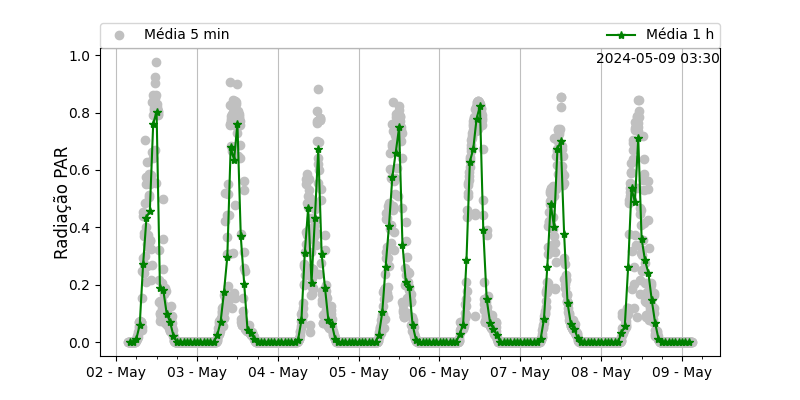 Média 5 min
Média 1 h
2024-05-09 03:30
Radiação PAR
1.0
0.8
0.6
0.4
0.2
0.0
02 - May
03 - May
04 - May
05 - May
06 - May
07 - May
08 - May
09 - May